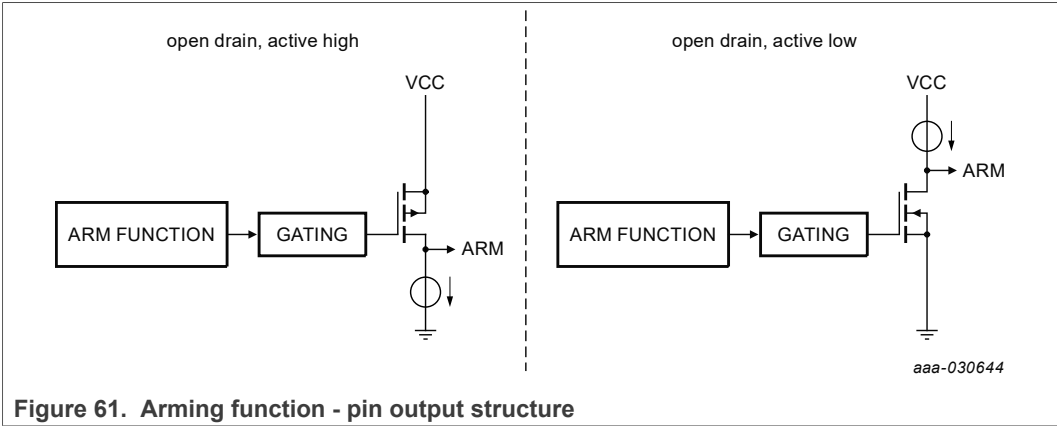 open drain, active high
VCC
ARM FUNCTION
GATING
ARM
open drain, active low
VCC
ARM
ARM FUNCTION
GATING
aaa-030644
Figure 61. Arming function - pin output structure